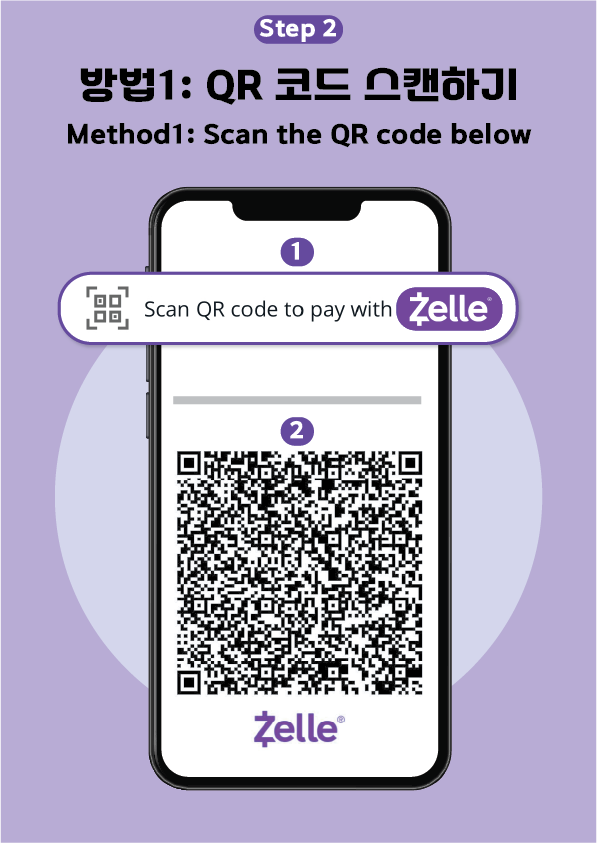 Step 2
방법1: QR 코드 스캔하기
Method1: Scan the QR code below
1
Scan QR code to pay with Zelle®
2
Zelle®